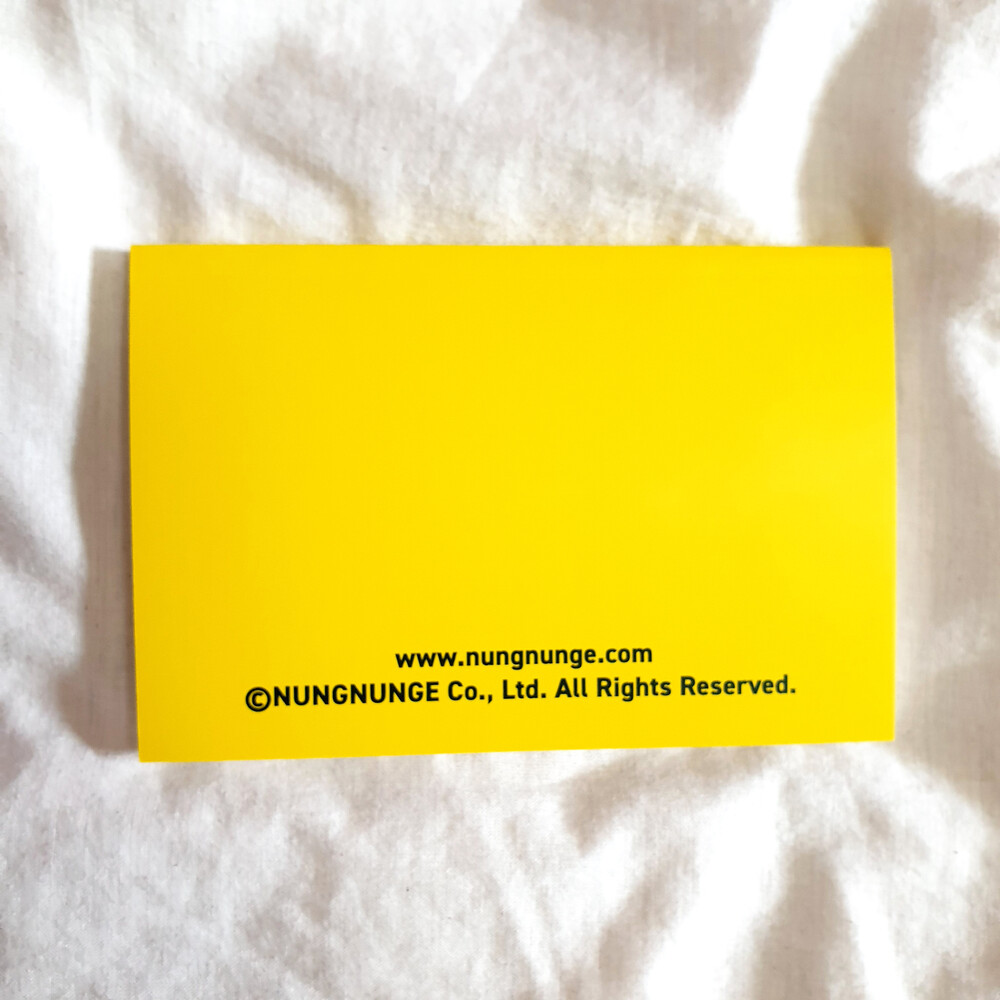 www.nungnunge.com
©NUNGNUNGE Co., Ltd. All Rights Reserved.